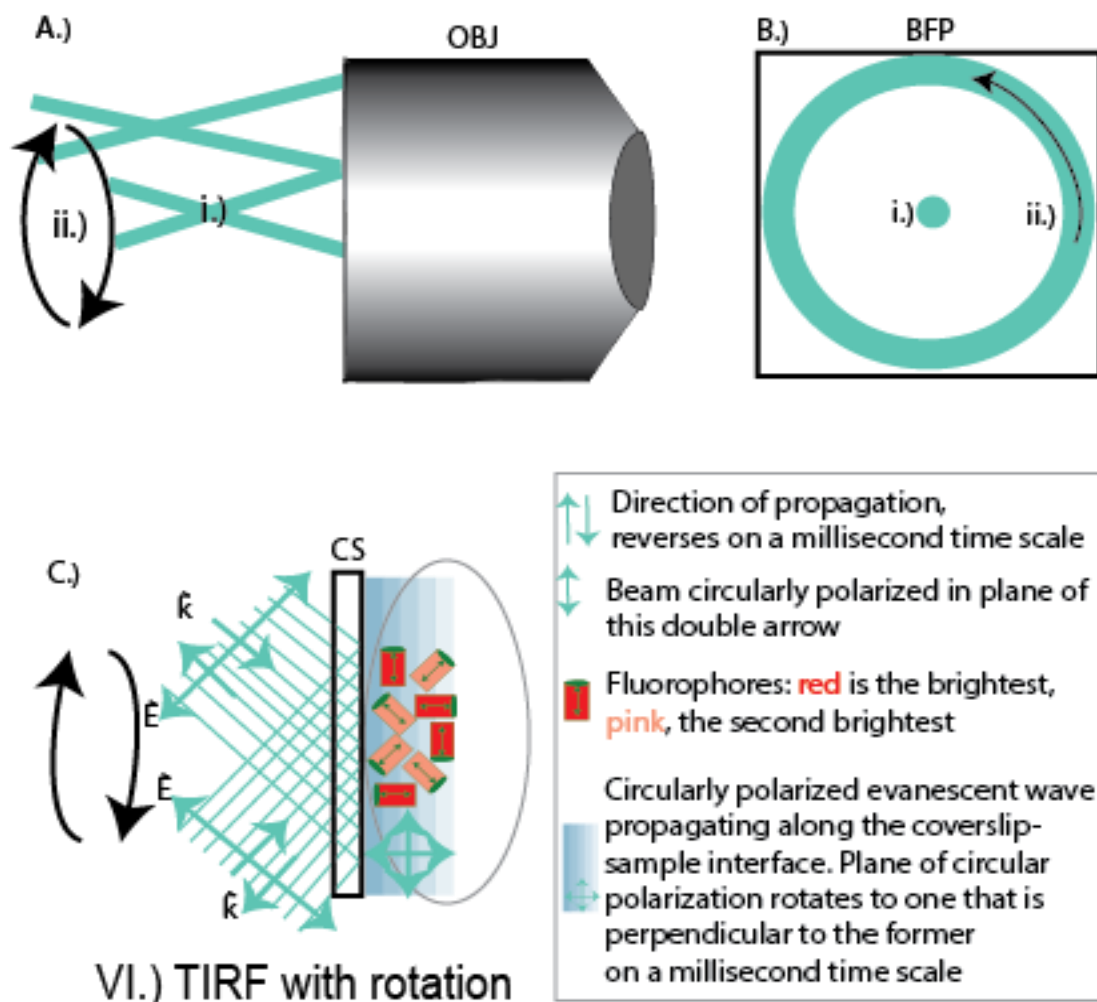 A.)
OBJ
ii.)
i.)
B.)
BFP
i.)
ii.)
C.)
CS
k̂
Ê
Ê
k̂
Direction of propagation,
reverses on a millisecond time scale
Beam circularly polarized in plane of
this double arrow
Fluorophores: red is the brightest,
pink, the second brightest
Circularly polarized evanescent wave
propagating along the coverslip-
sample interface. Plane of circular
polarization rotates to one that is
perpendicular to the former
on a millisecond time scale
VI.) TIRF with rotation